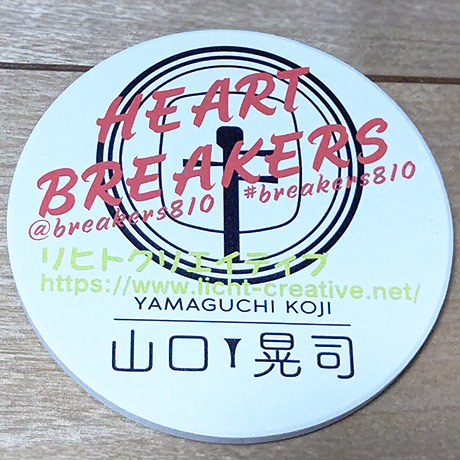 HEART
BREAKERS
@breakers810 #breakers810
リヒトクリエイティブ
https://www.licht-creative.net/
YAMAGUCHI KOJI
山口晃司